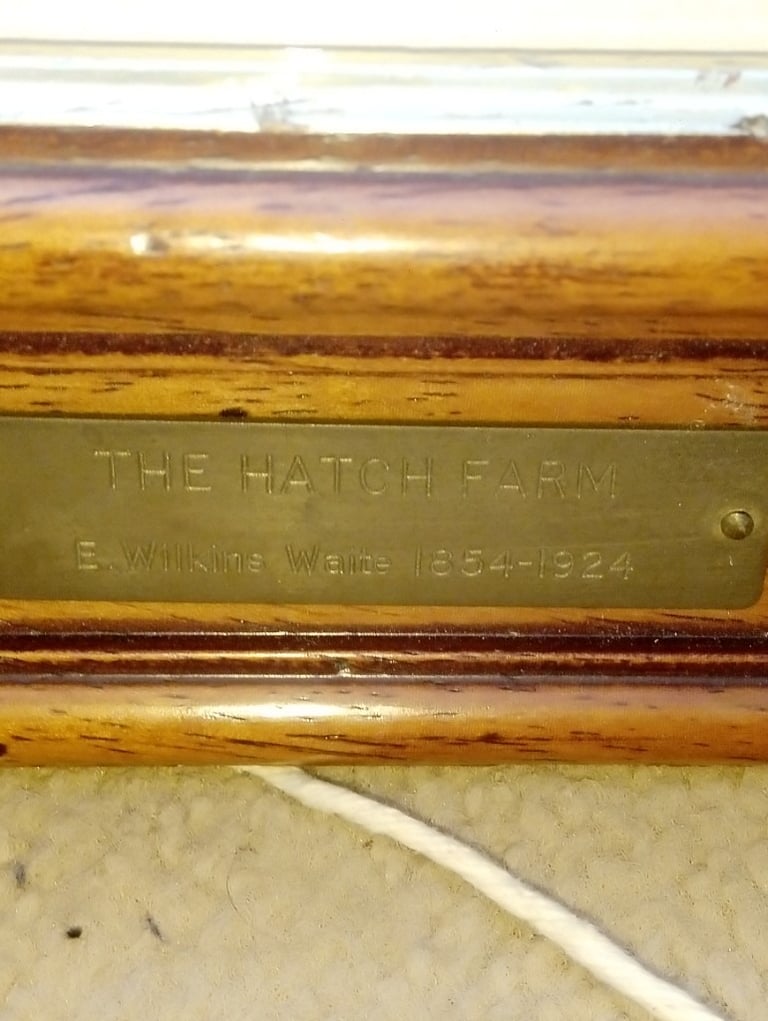 THE HATCH FARM
E. Wilkins Waite 1854-1924